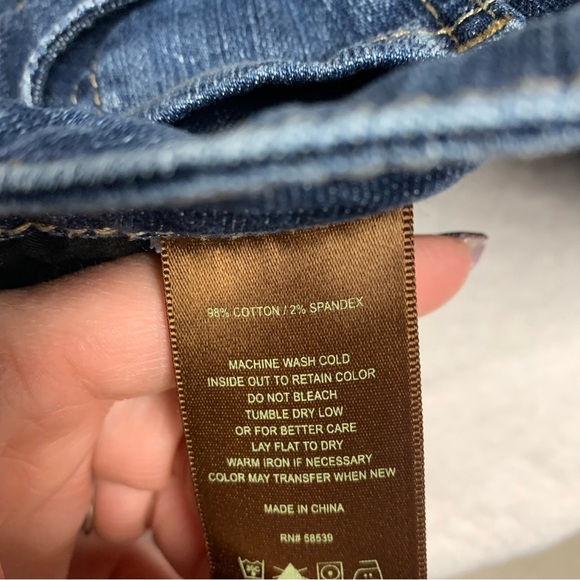 98% COTTON / 2% SPANDEX
MACHINE WASH COLD
INSIDE OUT TO RETAIN COLOR
DO NOT BLEACH
TUMBLE DRY LOW
OR FOR BETTER CARE
LAY FLAT TO DRY
WARM IRON IF NECESSARY
COLOR MAY TRANSFER WHEN NEW
MADE IN CHINA
RN# 58539